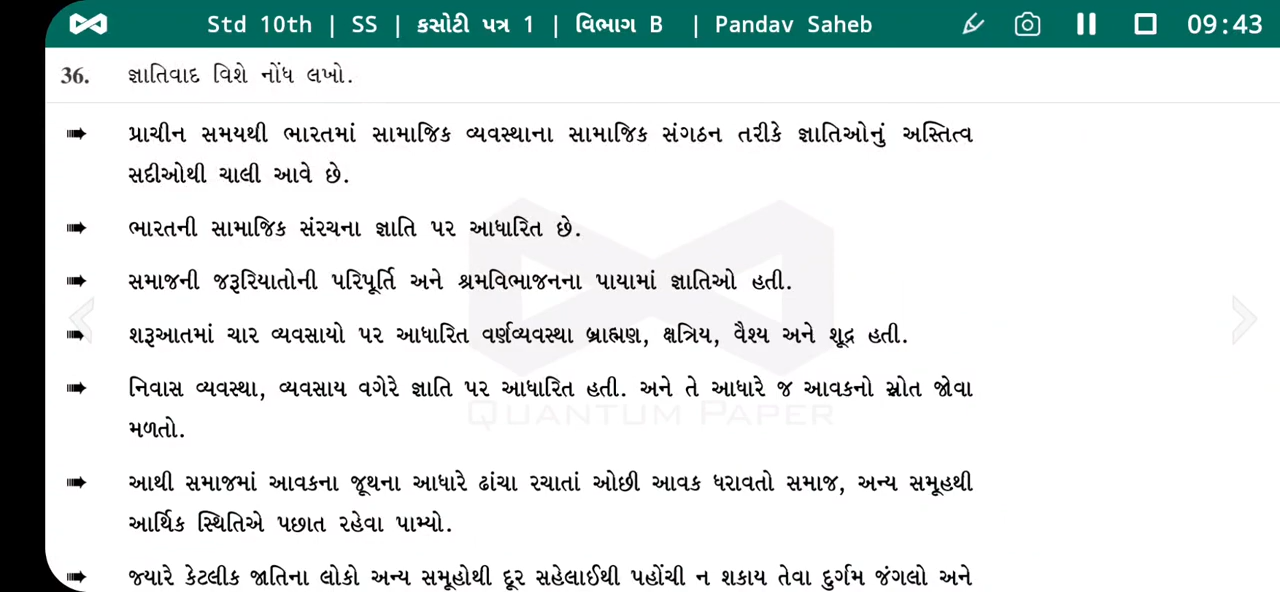 Std 10th | SS | કસોટી પત્ર 1 | વિભાગ B | Pandav Saheb 09:43
36. જ્ઞાતિવાદ વિશે નોંધ લખો.
પ્રાચીન સમયથી ભારતમાં સામાજિક વ્યવસ્થાના સામાજિક સંગઠન તરીકે જ્ઞાતિઓનું અસ્તિત્વ
સદીઓથી ચાલી આવે છે.
ભારતની સામાજિક સંરચના જ્ઞાતિ પર આધારિત છે.
સમાજની જરૂરિયાતોની પરિપૂર્તિ અને શ્રમવિભાજનના પાયામાં જ્ઞાતિઓ હતી.
શરૂઆતમાં ચાર વ્યવસાયો પર આધારિત વર્ણવ્યવસ્થા બ્રાહ્મણ, ક્ષત્રિય, વૈશ્ય અને શૂદ્ર હતી.
નિવાસ વ્યવસ્થા, વ્યવસાય વગેરે જ્ઞાતિ પર આધારિત હતી. અને તે આધારે જ આવકનો સ્રોત જોવા
QUANTUM PAPER
મળતો.
આથી સમાજમાં આવકના જૂથના આધારે ઢાંચા રચાતાં ઓછી આવક ધરાવતો સમાજ, અન્ય સમૂહથી
આર્થિક સ્થિતિએ પછાત રહેવા પામ્યો.
જ્યારે કેટલીક જાતિના લોકો અન્ય સમૂહોથી દૂર સહેલાઈથી પહોંચી ન શકાય તેવા દુર્ગમ જંગલો અને